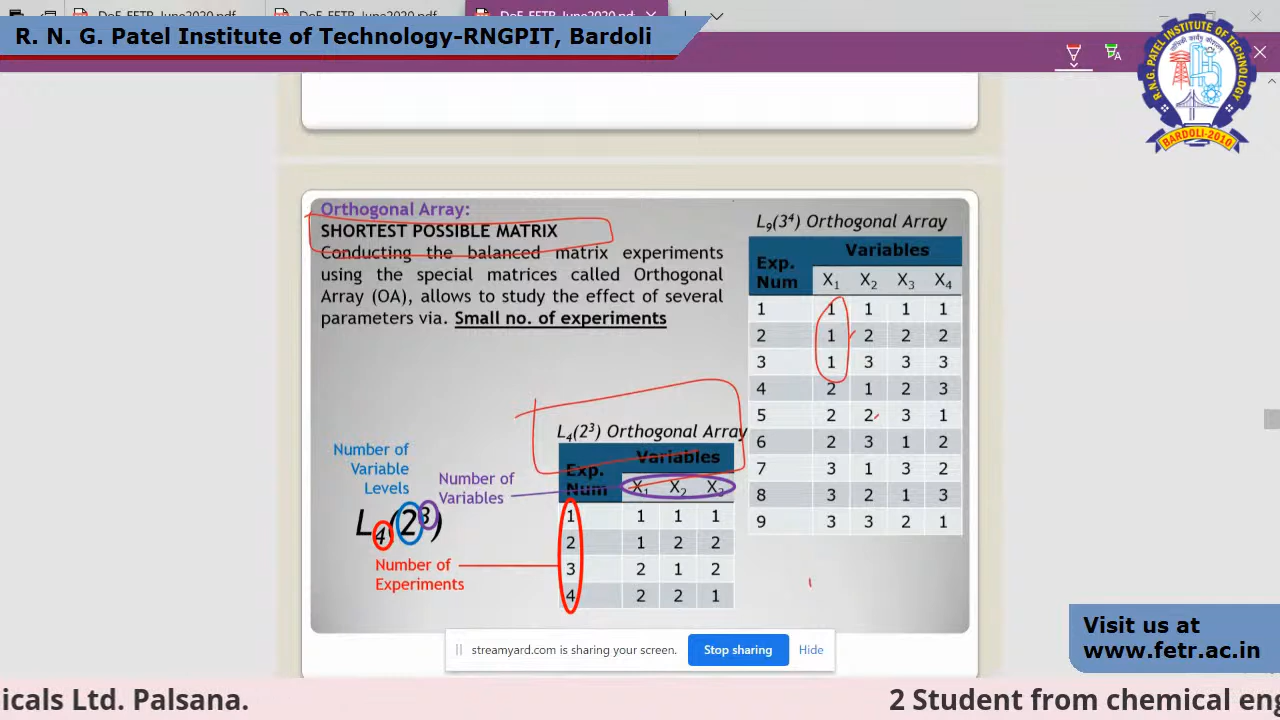 R. N. G. Patel Institute of Technology-RNGPIT, Bardoli
R.N.G. PATEL INSTITUTE OF TECHNOLOGY
BARDOLI-2010
Orthogonal Array:
SHORTEST POSSIBLE MATRIX
Conducting the balanced matrix experiments
using the special matrices called Orthogonal
Array (OA), allows to study the effect of several
parameters via. Small no. of experiments
L9(3⁴) Orthogonal Array
Exp. Num Variables
X1 X2 X3 X4
1 1 1 1 1
2 1 2 2 2
3 1 3 3 3
4 2 1 2 3
5 2 2 3 1
6 2 3 1 2
7 3 1 3 2
8 3 2 1 3
9 3 3 2 1
L4(2³) Orthogonal Array
Exp. Num Variables
X1 X2 X3
1 1 1 1
2 1 2 2
3 2 1 2
4 2 2 1
Number of
Variable
Levels
Number of
Variables
L4(2³)
Number of
Experiments
streamyard.com is sharing your screen.
Stop sharing
Hide
Visit us at
www.fetr.ac.in
icals Ltd. Palsana. 2 Student from chemical eng